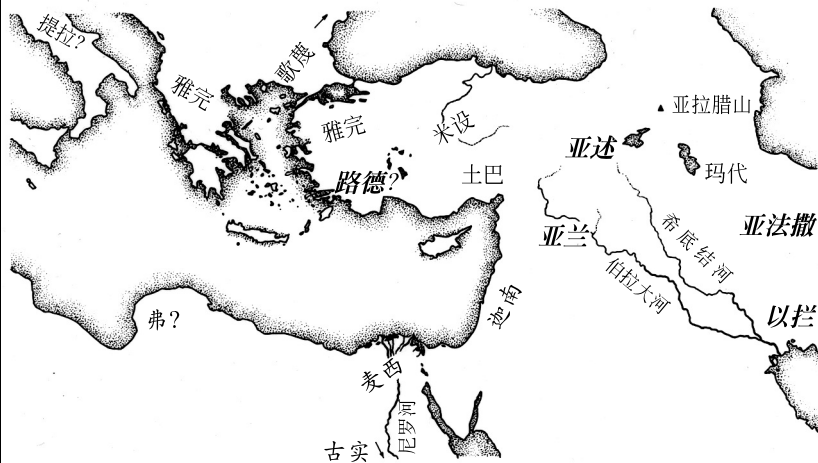 提拉?
歌蔑
雅完
雅完
米设
亚拉腊山
亚述
玛代
路德?
土巴
希底结河
亚法撒
亚兰
伯拉大河
以拦
迦南
弗?
麦西
尼罗河
古实